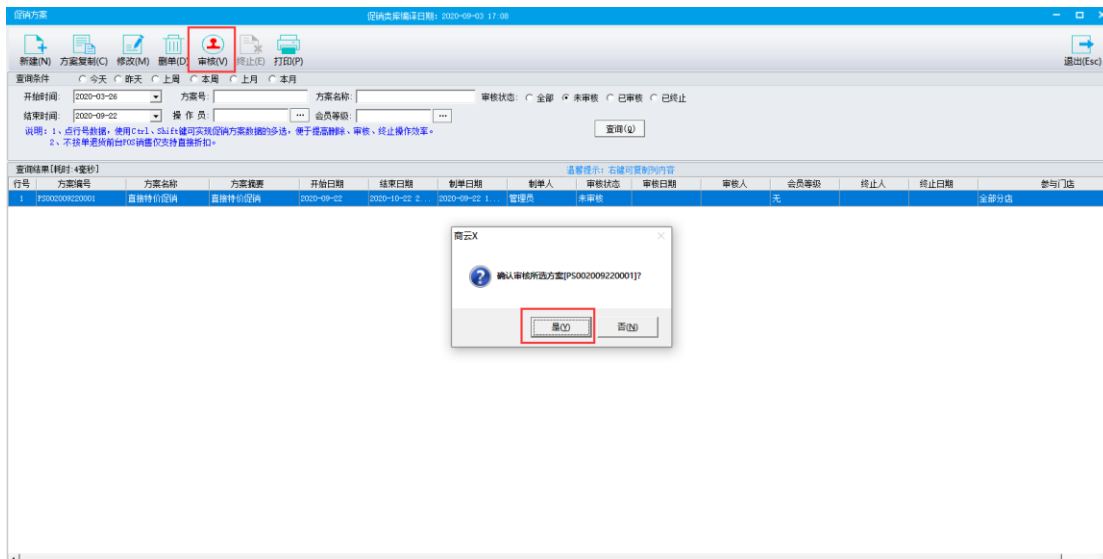 促销方案 促销类库编译日期: 2020-09-03 17:08
新建(N) 方案复制(C) 修改(M) 删单(D) 审核(V) 终止(E) 打印(P) 退出(Esc)
查询条件 今天 昨天 上周 本周 上月 本月
开始时间: 2020-03-26 方案号: 方案名称: 审核状态: 全部 未审核 已审核 已终止
结束时间: 2020-09-22 操 作 员: ... 会员等级: ... 查询(Q)
说明: 1、点行号数据, 使用Ctrl、Shift键可实现促销方案数据的多选, 便于提高删除、审核、终止操作效率。
2、不按单退货前台POS销售仅支持直接折扣。
查询结果[耗时:4毫秒] 温馨提示: 右键可复制列内容
行号 方案编号 方案名称 方案摘要 开始日期 结束日期 制单日期 制单人 审核状态 审核日期 审核人 会员等级 终止人 终止日期 参与门店
1 PS002009220001 直接特价促销 直接特价促销 2020-09-22 2020-10-22 2... 2020-09-22 1... 管理员 未审核 无 全部分店
商云X
确认审核所选方案[PS002009220001]?
是(Y) 否(N)